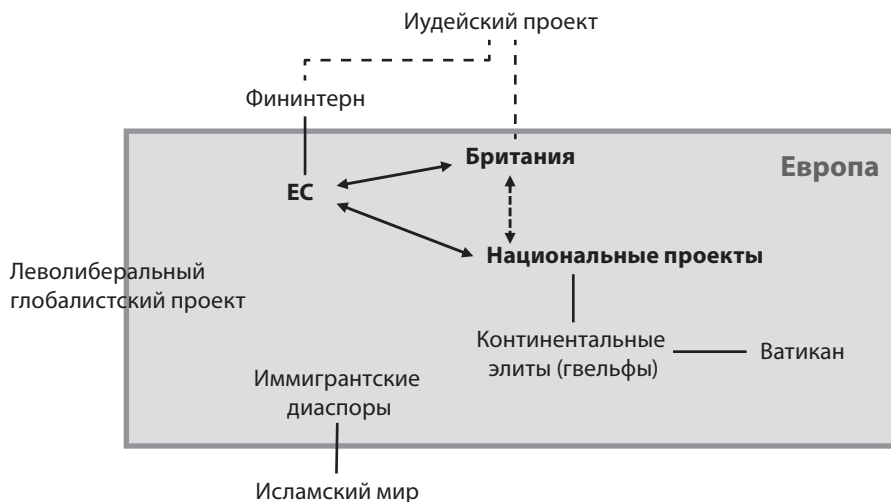 Иудейский проект
Фининтерн
Британия
Европа
ЕС
Национальные проекты
Леволиберальный
глобалистский проект
Континентальные
элиты (гвельфы)
Ватикан
Иммигрантские
диаспоры
Исламский мир